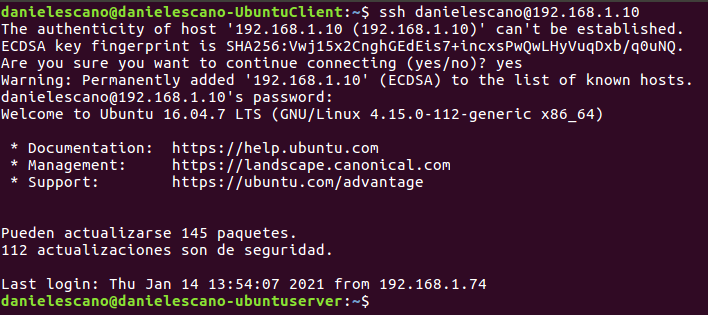 danielescano@danielescano-UbuntuClient:~$ ssh danielescano@192.168.1.10
The authenticity of host '192.168.1.10 (192.168.1.10)' can't be established.
ECDSA key fingerprint is SHA256:Vwj15x2CnghGEdEis7+incxsPwQwLHyVuqDxb/q0uNQ.
Are you sure you want to continue connecting (yes/no)? yes
Warning: Permanently added '192.168.1.10' (ECDSA) to the list of known hosts.
danielescano@192.168.1.10's password:
Welcome to Ubuntu 16.04.7 LTS (GNU/Linux 4.15.0-112-generic x86_64)
* Documentation: https://help.ubuntu.com
* Management: https://landscape.canonical.com
* Support: https://ubuntu.com/advantage
Pueden actualizarse 145 paquetes.
112 actualizaciones son de seguridad.
Last login: Thu Jan 14 13:54:07 2021 from 192.168.1.74
danielescano@danielescano-ubuntuserver:~$